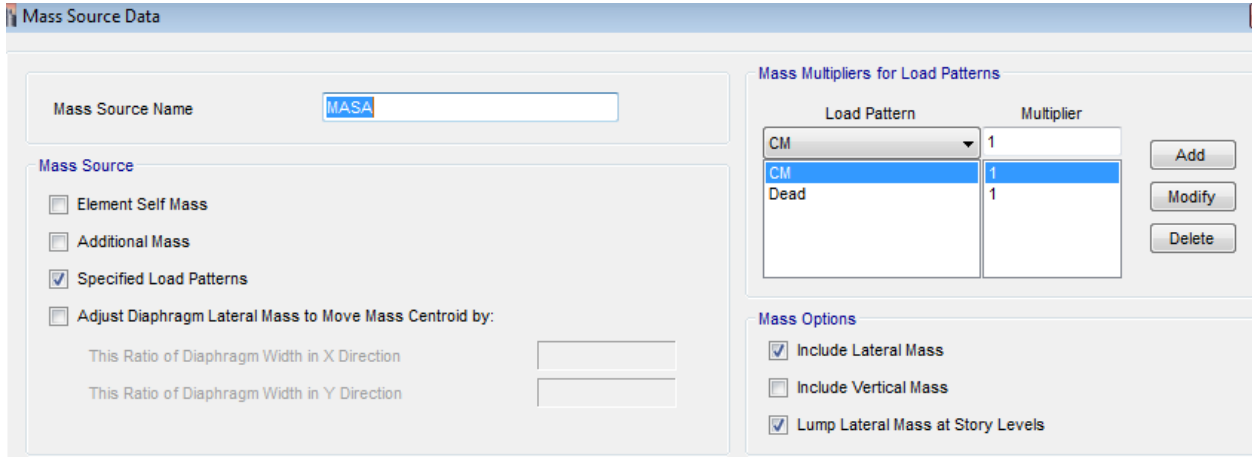 Mass Source Data
Mass Source Name MASA
Mass Source
Element Self Mass
Additional Mass
Specified Load Patterns
Adjust Diaphragm Lateral Mass to Move Mass Centroid by:
This Ratio of Diaphragm Width in X Direction
This Ratio of Diaphragm Width in Y Direction
Mass Multipliers for Load Patterns
Load Pattern Multiplier
CM 1
CM 1
Dead 1
Add
Modify
Delete
Mass Options
Include Lateral Mass
Include Vertical Mass
Lump Lateral Mass at Story Levels